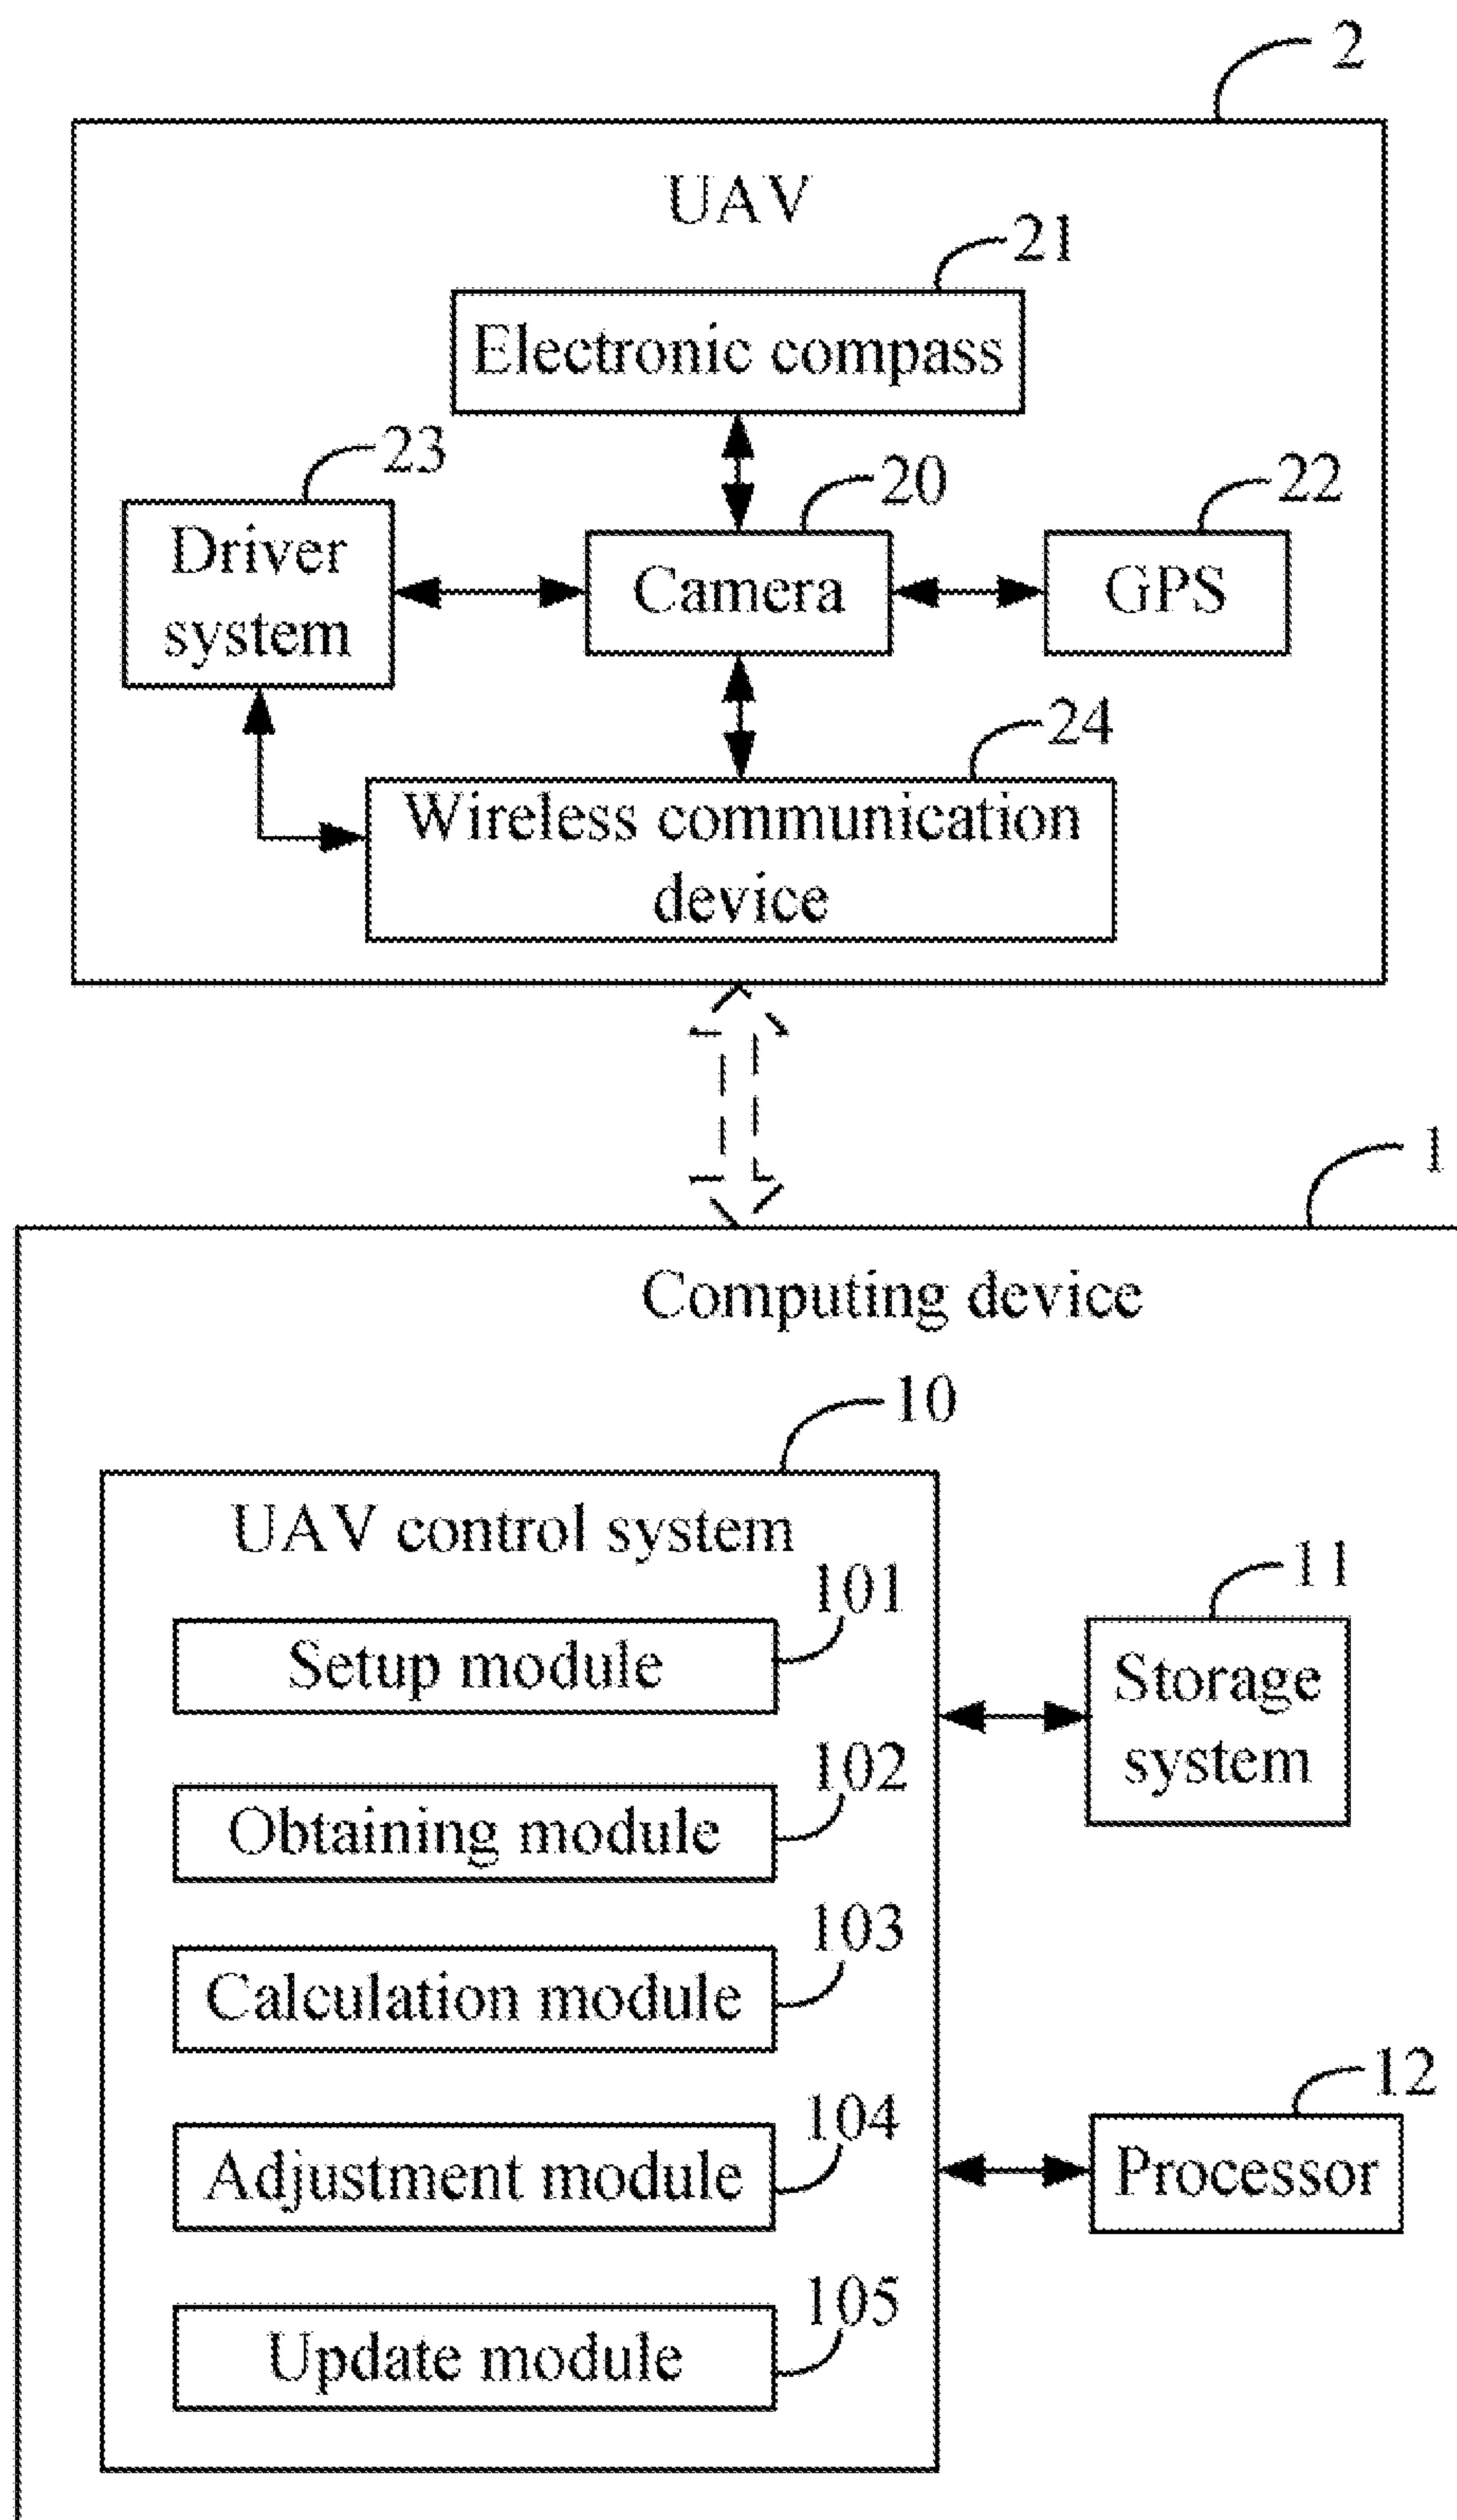 2
UAV
21
Electronic compass
23
20
22
Driver
system
Camera
GPS
24
Wireless communication
device
1
Computing device
10
UAV control system
101
Setup module
11
Storage
system
102
Obtaining module
103
Calculation module
12
Processor
104
Adjustment module
105
Update module